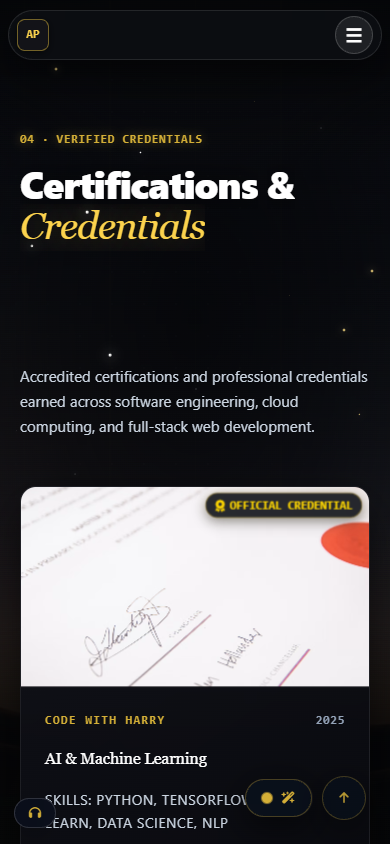 AP
04 · VERIFIED CREDENTIALS
Certifications &
Credentials
Accredited certifications and professional credentials
earned across software engineering, cloud
computing, and full-stack web development.
OFFICIAL CREDENTIAL
CODE WITH HARRY
2025
AI & Machine Learning
SKILLS: PYTHON, TENSORFLOW
LEARN, DATA SCIENCE, NLP